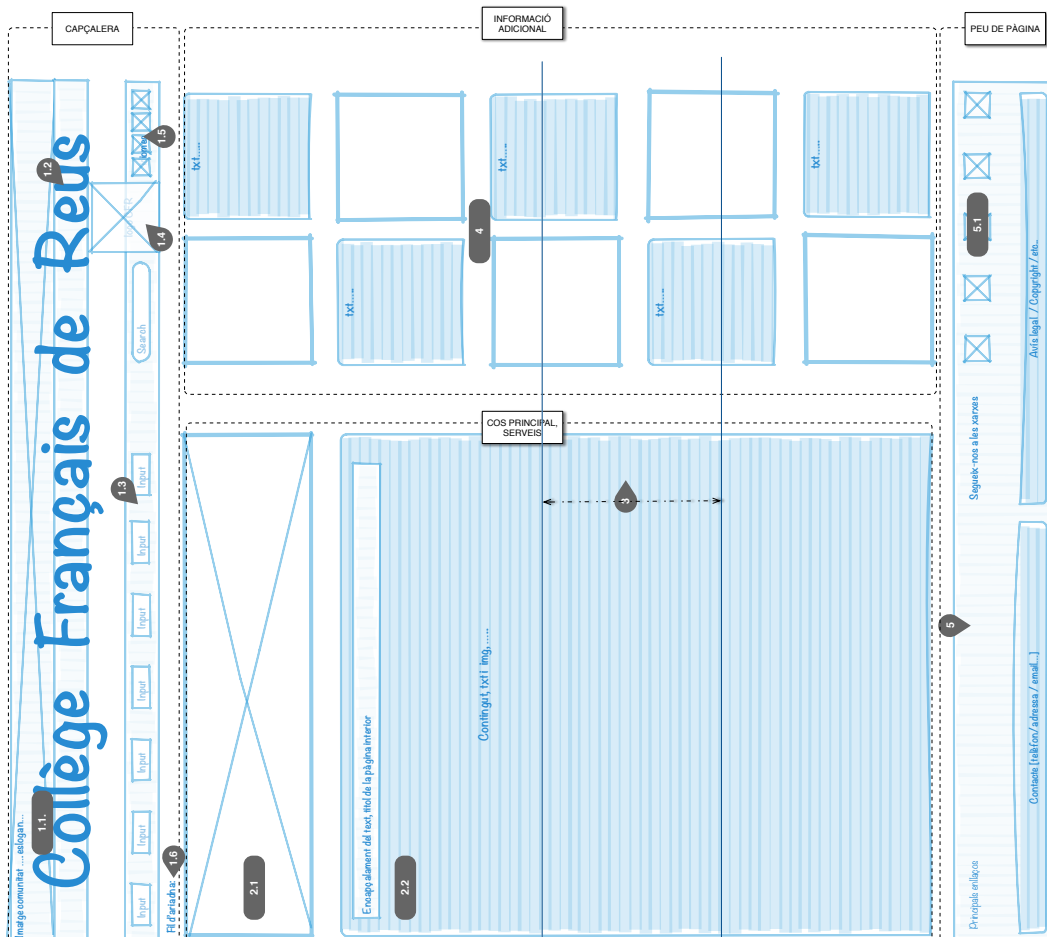 CAPÇALERA
INFORMACIÓ
ADICIONAL
PEU DE PÀGINA
Imatge comunitat ....eslogan...
1.1.
1.2
Collège Français de Reus
Input
Input
Input
Input
Input
Input
Input
1.3
Search
1.4
1.5
Fil d'ariadna:
1.6
txt.....
txt.....
txt.....
txt.....
txt.....
4
COS PRINCIPAL,
SERVEIS
2.1
Encapçalament del text, títol de la pàgina interior
2.2
Contingut, txt i img, .....
3
5
Principals enllaços
Segueix-nos a les xarxes
5.1
Contacte [telèfon/ adressa / email...]
Avís legal / Copyright / etc...